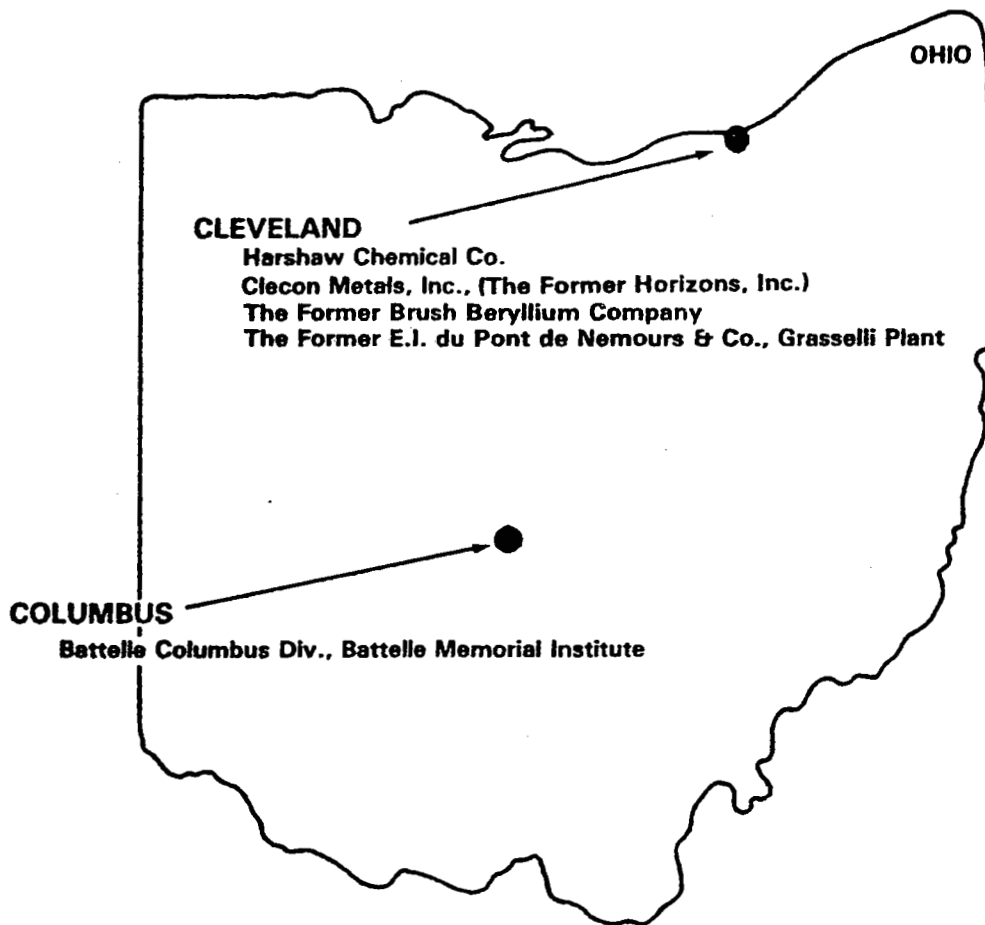 OHIO
CLEVELAND
Harshaw Chemical Co.
Clecon Metals, Inc., (The Former Horizons, Inc.)
The Former Brush Beryllium Company
The Former E.I. du Pont de Nemours & Co., Grasselli Plant
COLUMBUS
Battelle Columbus Div., Battelle Memorial Institute